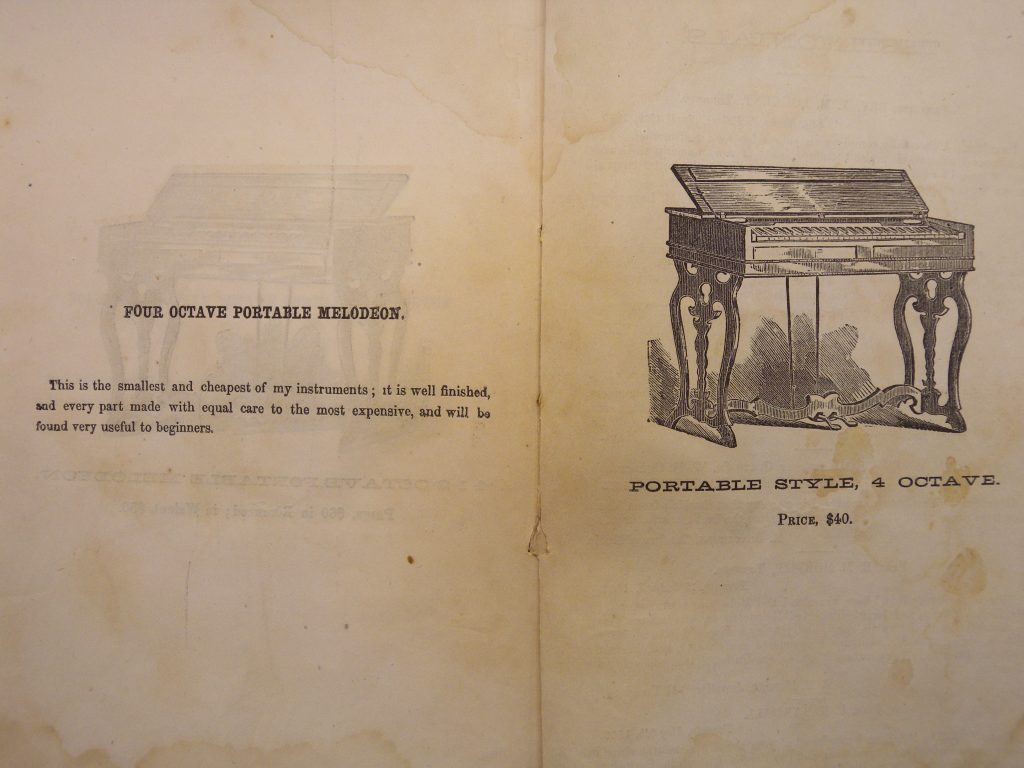 FOUR OCTAVE PORTABLE MELODEON.
This is the smallest and cheapest of my instruments; it is well finished,
and every part made with equal care to the most expensive, and will be
found very useful to beginners.
PORTABLE STYLE, 4 OCTAVE.
PRICE, $40.